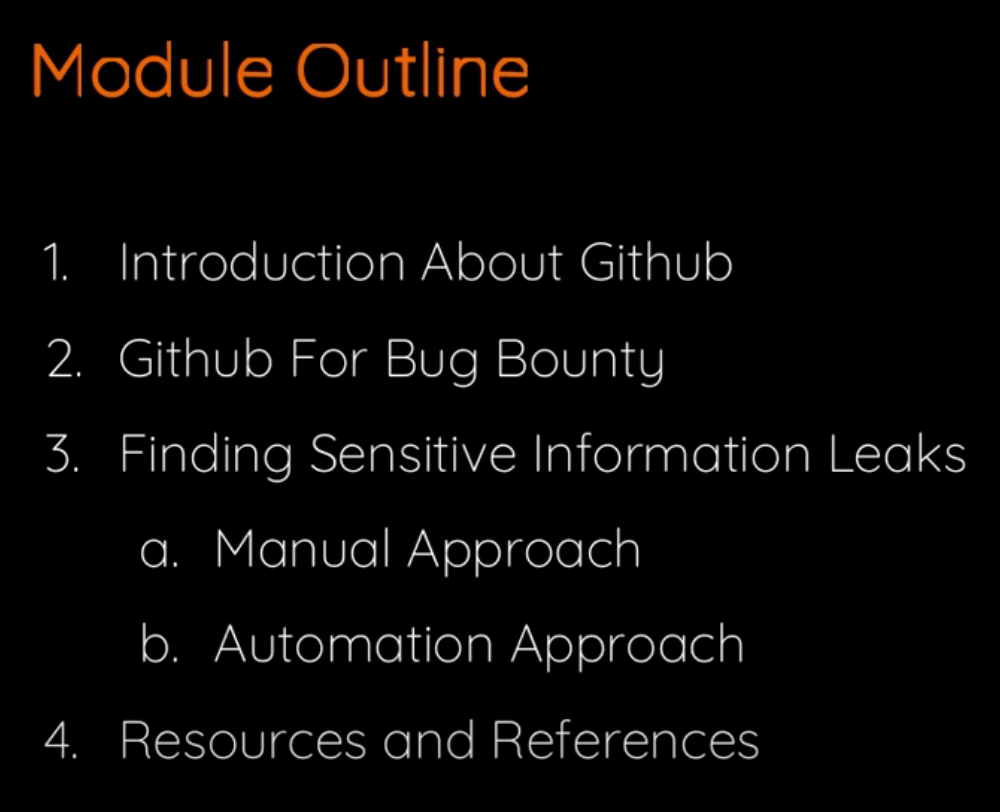 Module Outline
1. Introduction About Github
2. Github For Bug Bounty
3. Finding Sensitive Information Leaks
a. Manual Approach
b. Automation Approach
4. Resources and References